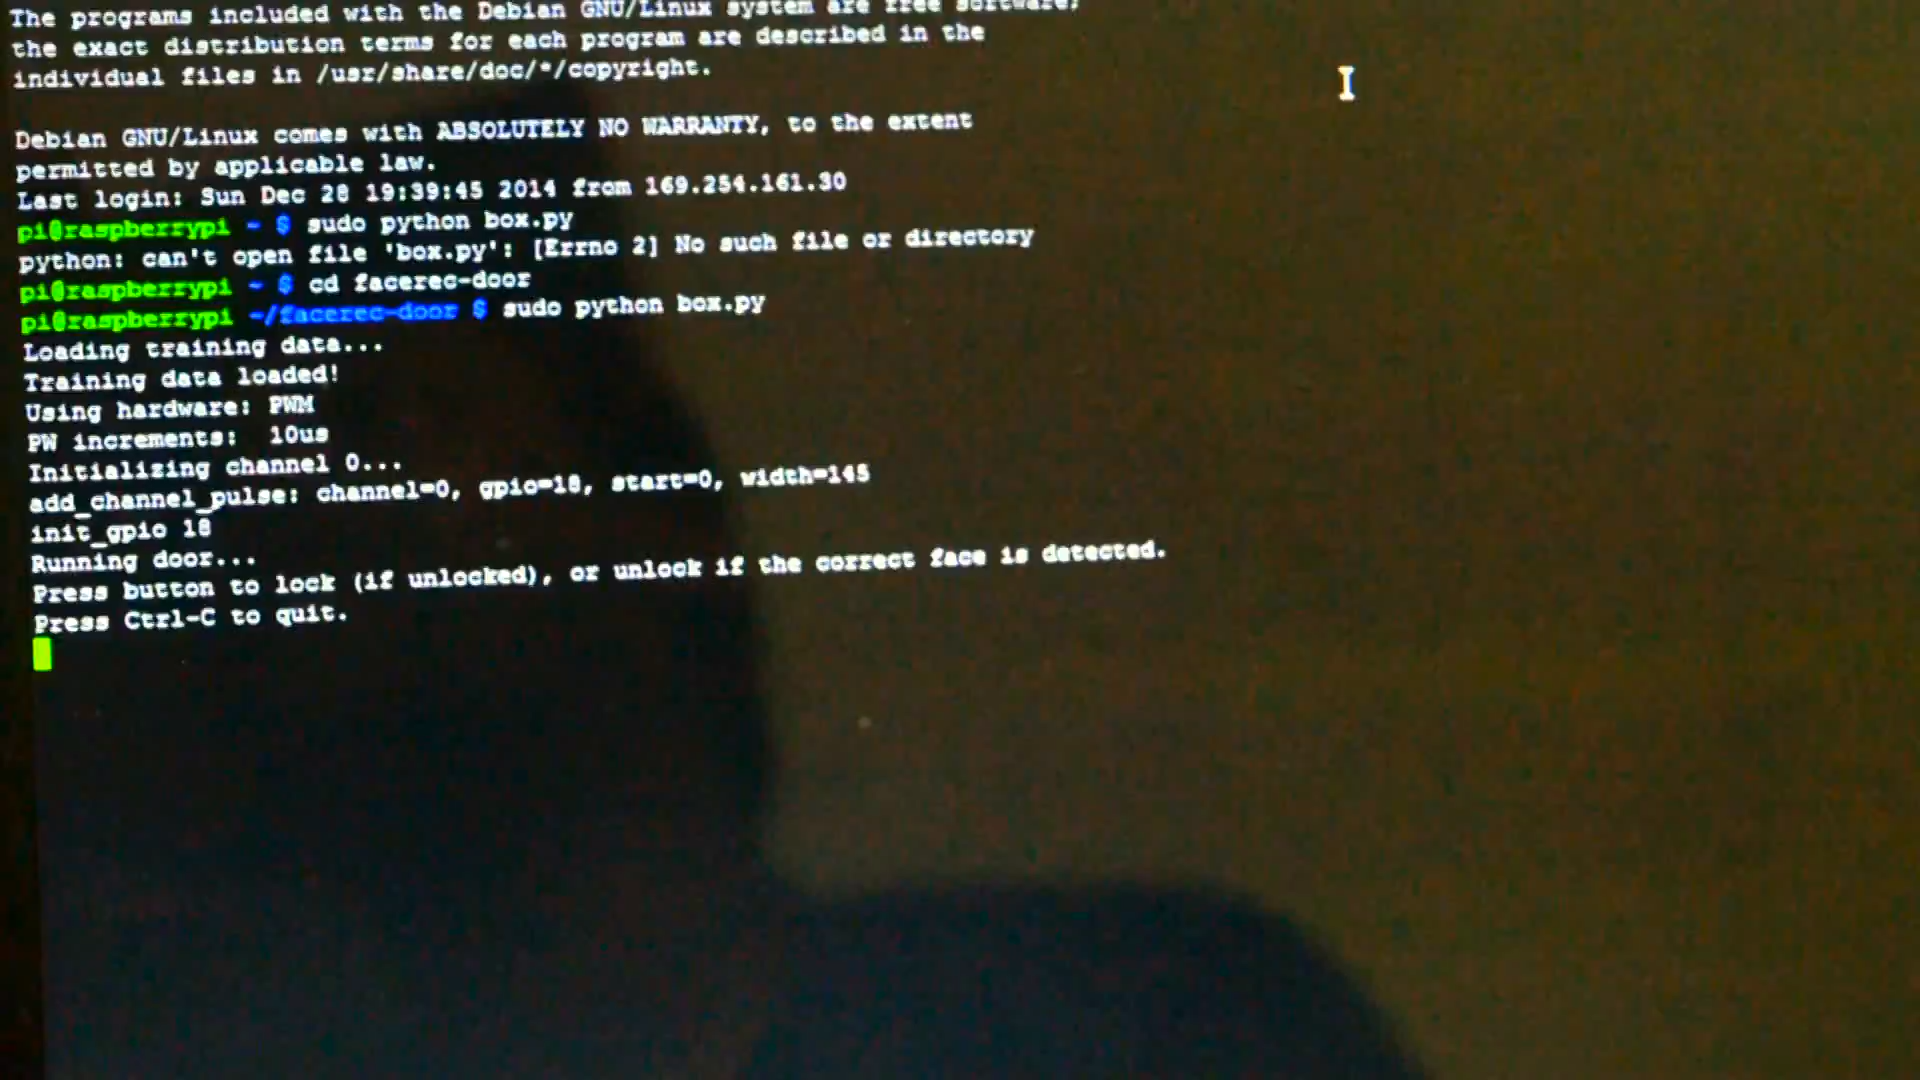 The programs included with the Debian GNU/Linux system are free software;
the exact distribution terms for each program are described in the
individual files in /usr/share/doc/*/copyright.
Debian GNU/Linux comes with ABSOLUTELY NO WARRANTY, to the extent
permitted by applicable law.
Last login: Sun Dec 28 19:39:45 2014 from 169.254.161.30
pi@raspberrypi ~ $ sudo python box.py
python: can't open file 'box.py': [Errno 2] No such file or directory
pi@raspberrypi ~ $ cd facerec-door
pi@raspberrypi ~/facerec-door $ sudo python box.py
Loading training data...
Training data loaded!
Using hardware: PWM
PW increments: 10us
Initializing channel 0...
add_channel_pulse: channel=0, gpio=18, start=0, width=145
init_gpio 18
Running door...
Press button to lock (if unlocked), or unlock if the correct face is detected.
Press Ctrl-C to quit.